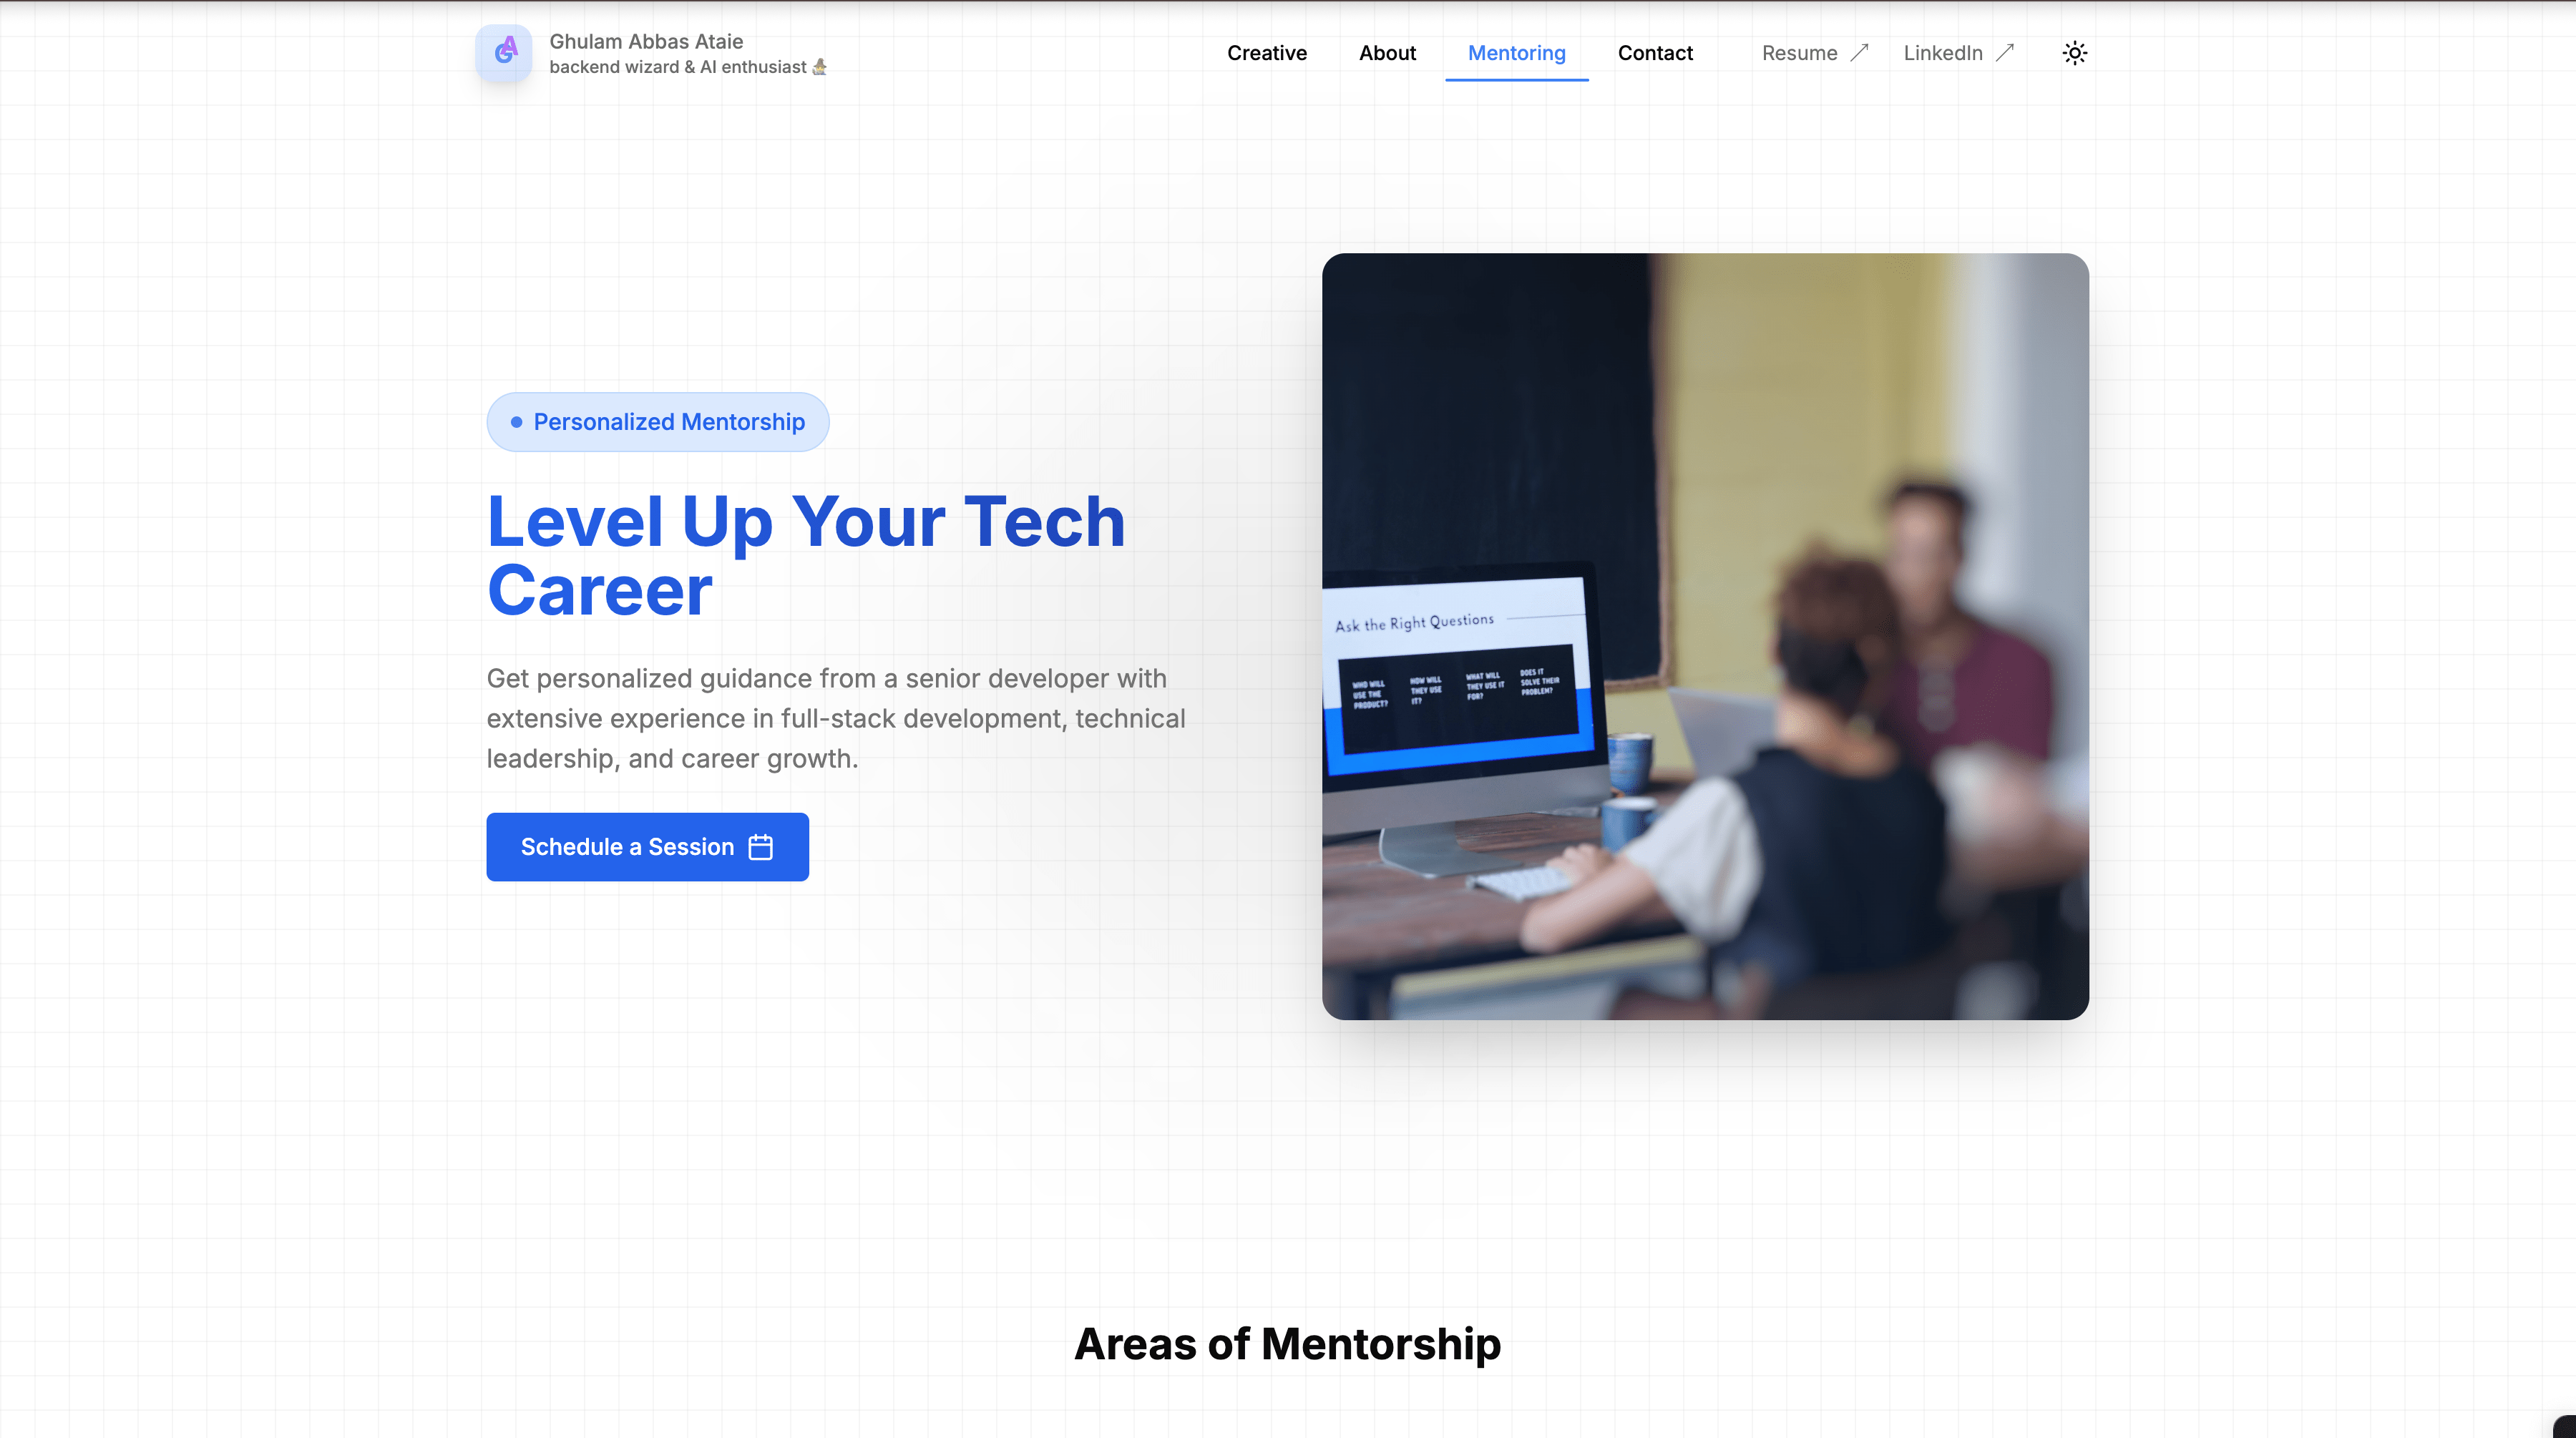 GA
Ghulam Abbas Ataie
backend wizard & AI enthusiast
Creative
About
Mentoring
Contact
Resume
LinkedIn
Personalized Mentorship
Level Up Your Tech
Career
Get personalized guidance from a senior developer with
extensive experience in full-stack development, technical
leadership, and career growth.
Schedule a Session
Ask the Right Questions
WHO WILL
USE THE
PRODUCT?
HOW WILL
THEY USE
IT?
WHAT WILL
THEY USE IT
FOR?
DOES IT
SOLVE THEIR
PROBLEM?
Areas of Mentorship